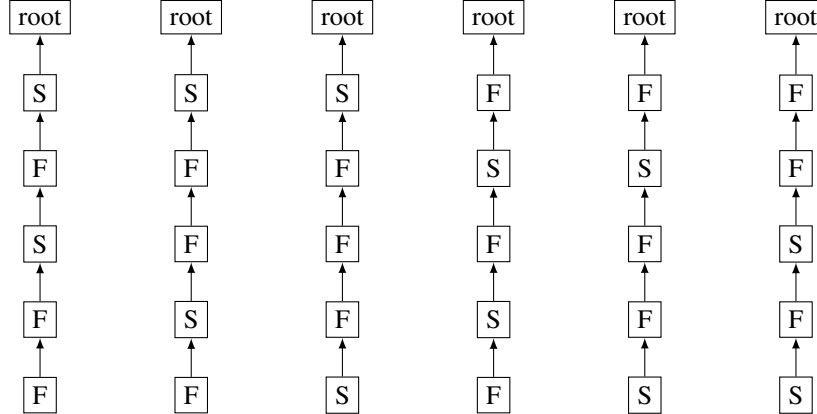 root root root root root root
S S S F F F
F F F S S F
S F F F F S
F S F S F F
F F S F S S